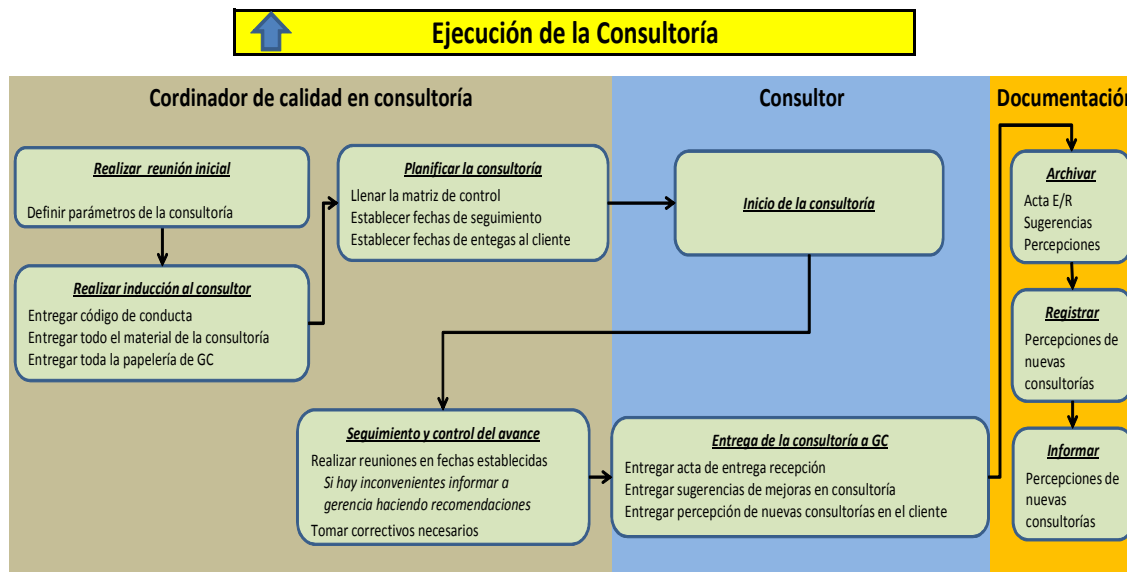 Ejecución de la Consultoría
Cordinador de calidad en consultoría
Consultor
Documentación
Realizar reunión inicial
Definir parámetros de la consultoría
Realizar inducción al consultor
Entregar código de conducta
Entregar todo el material de la consultoría
Entregar toda la papelería de GC
Planificar la consultoría
Llenar la matriz de control
Establecer fechas de seguimiento
Establecer fechas de entegas al cliente
Inicio de la consultoría
Seguimiento y control del avance
Realizar reuniones en fechas establecidas
Si hay inconvenientes informar a
gerencia haciendo recomendaciones
Tomar correctivos necesarios
Entrega de la consultoría a GC
Entregar acta de entrega recepción
Entregar sugerencias de mejoras en consultoría
Entregar percepción de nuevas consultorías en el cliente
Archivar
Acta E/R
Sugerencias
Percepciones
Registrar
Percepciones de
nuevas
consultorías
Informar
Percepciones de
nuevas
consultorías